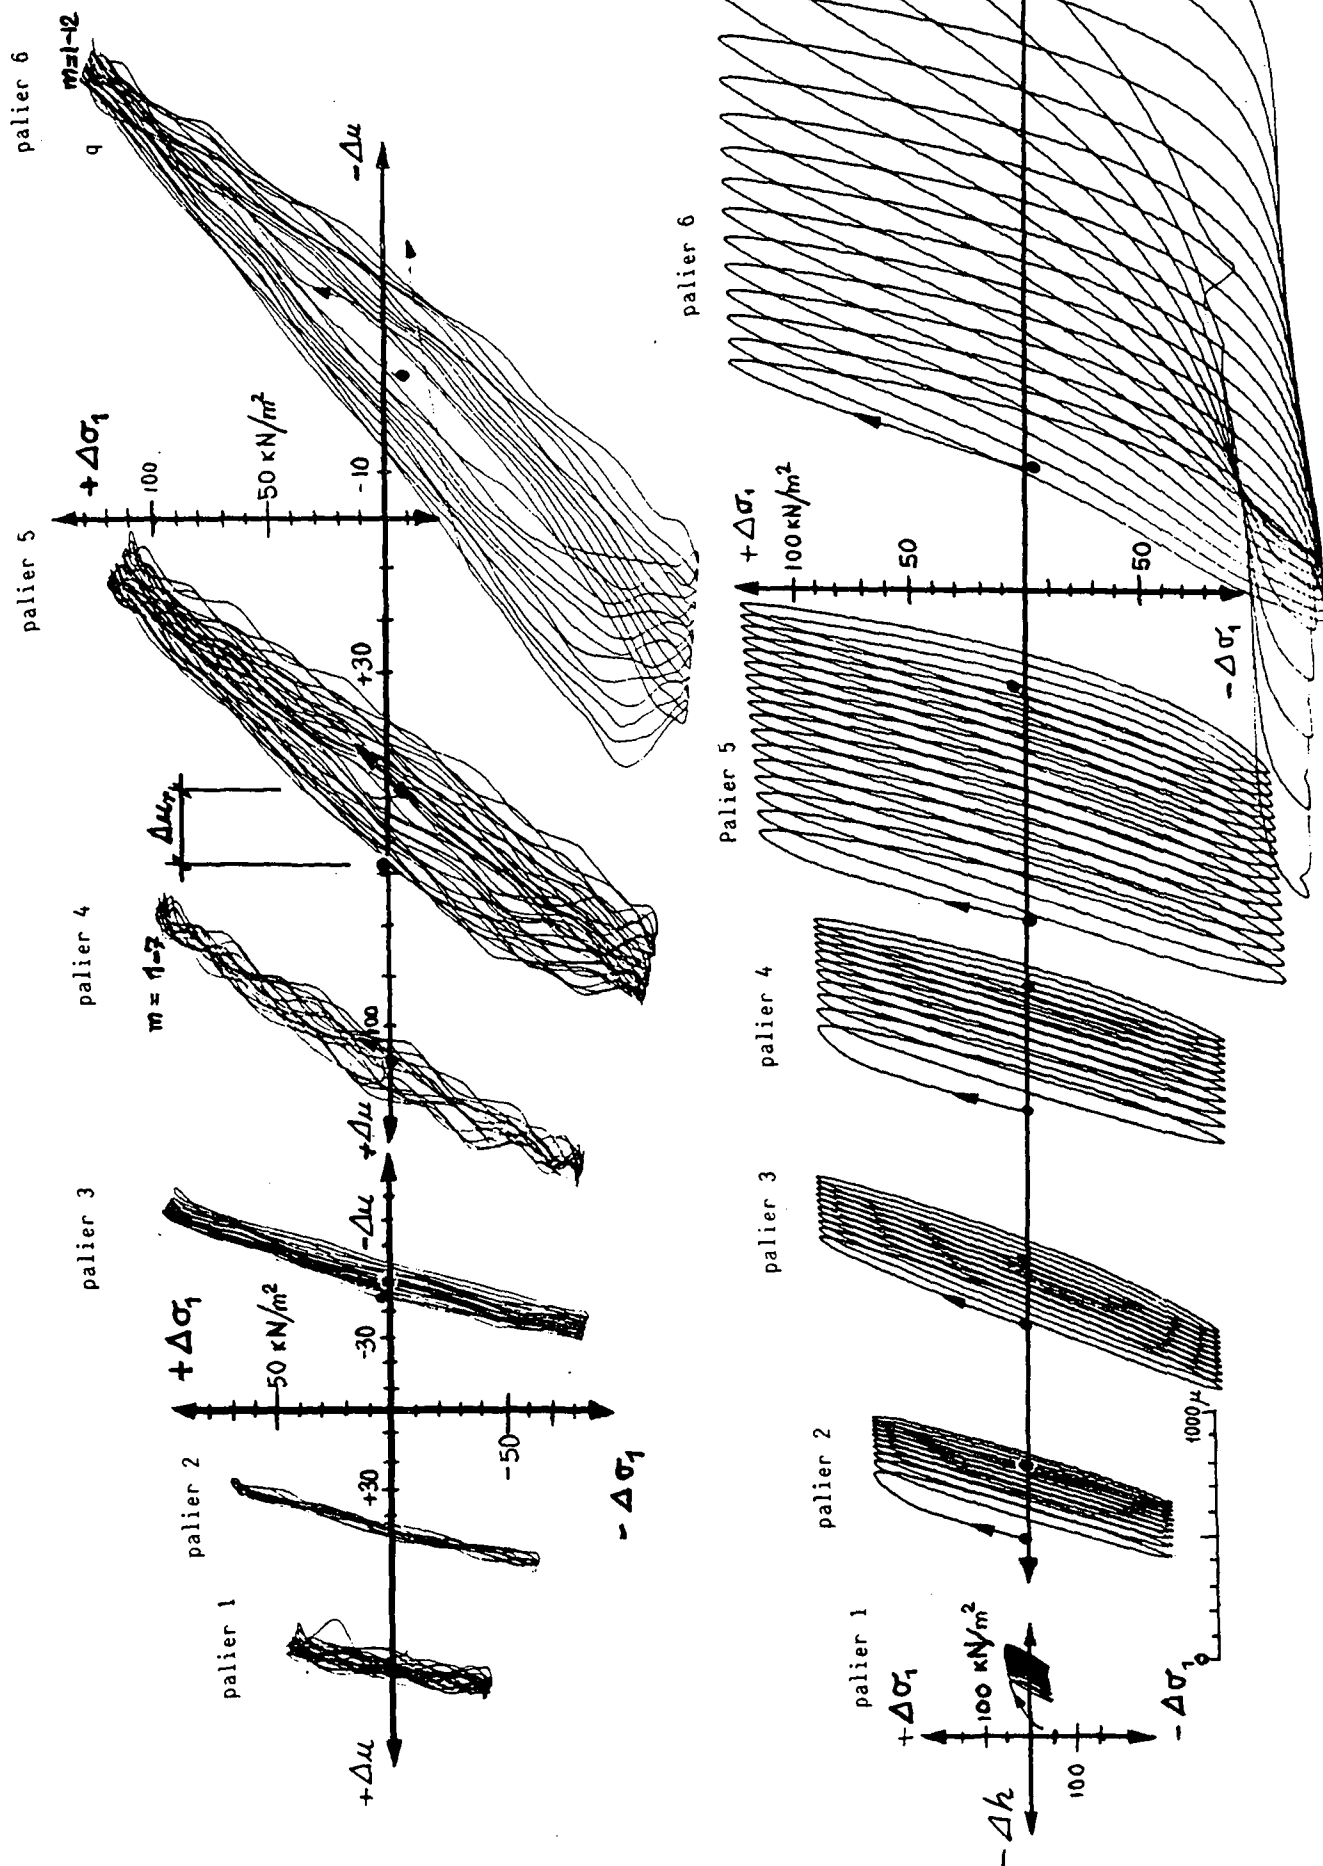 palier 6
m=1-12
q
-Δu
palier 5
+Δσ1
100
50 kN/m²
-10
+30
Δur
palier 4
m = 1-7
100
+Δu
palier 3
-Δu
+Δσ1
50 kN/m²
-30
-50
-Δσ1
palier 2
+30
palier 1
+Δu
palier 6
+Δσ1
100 kN/m²
50
50
-Δσ1
Palier 5
palier 4
palier 3
palier 2
1000μ
0
palier 1
+Δσ1
100 kN/m²
100
-Δσ1
-Δh